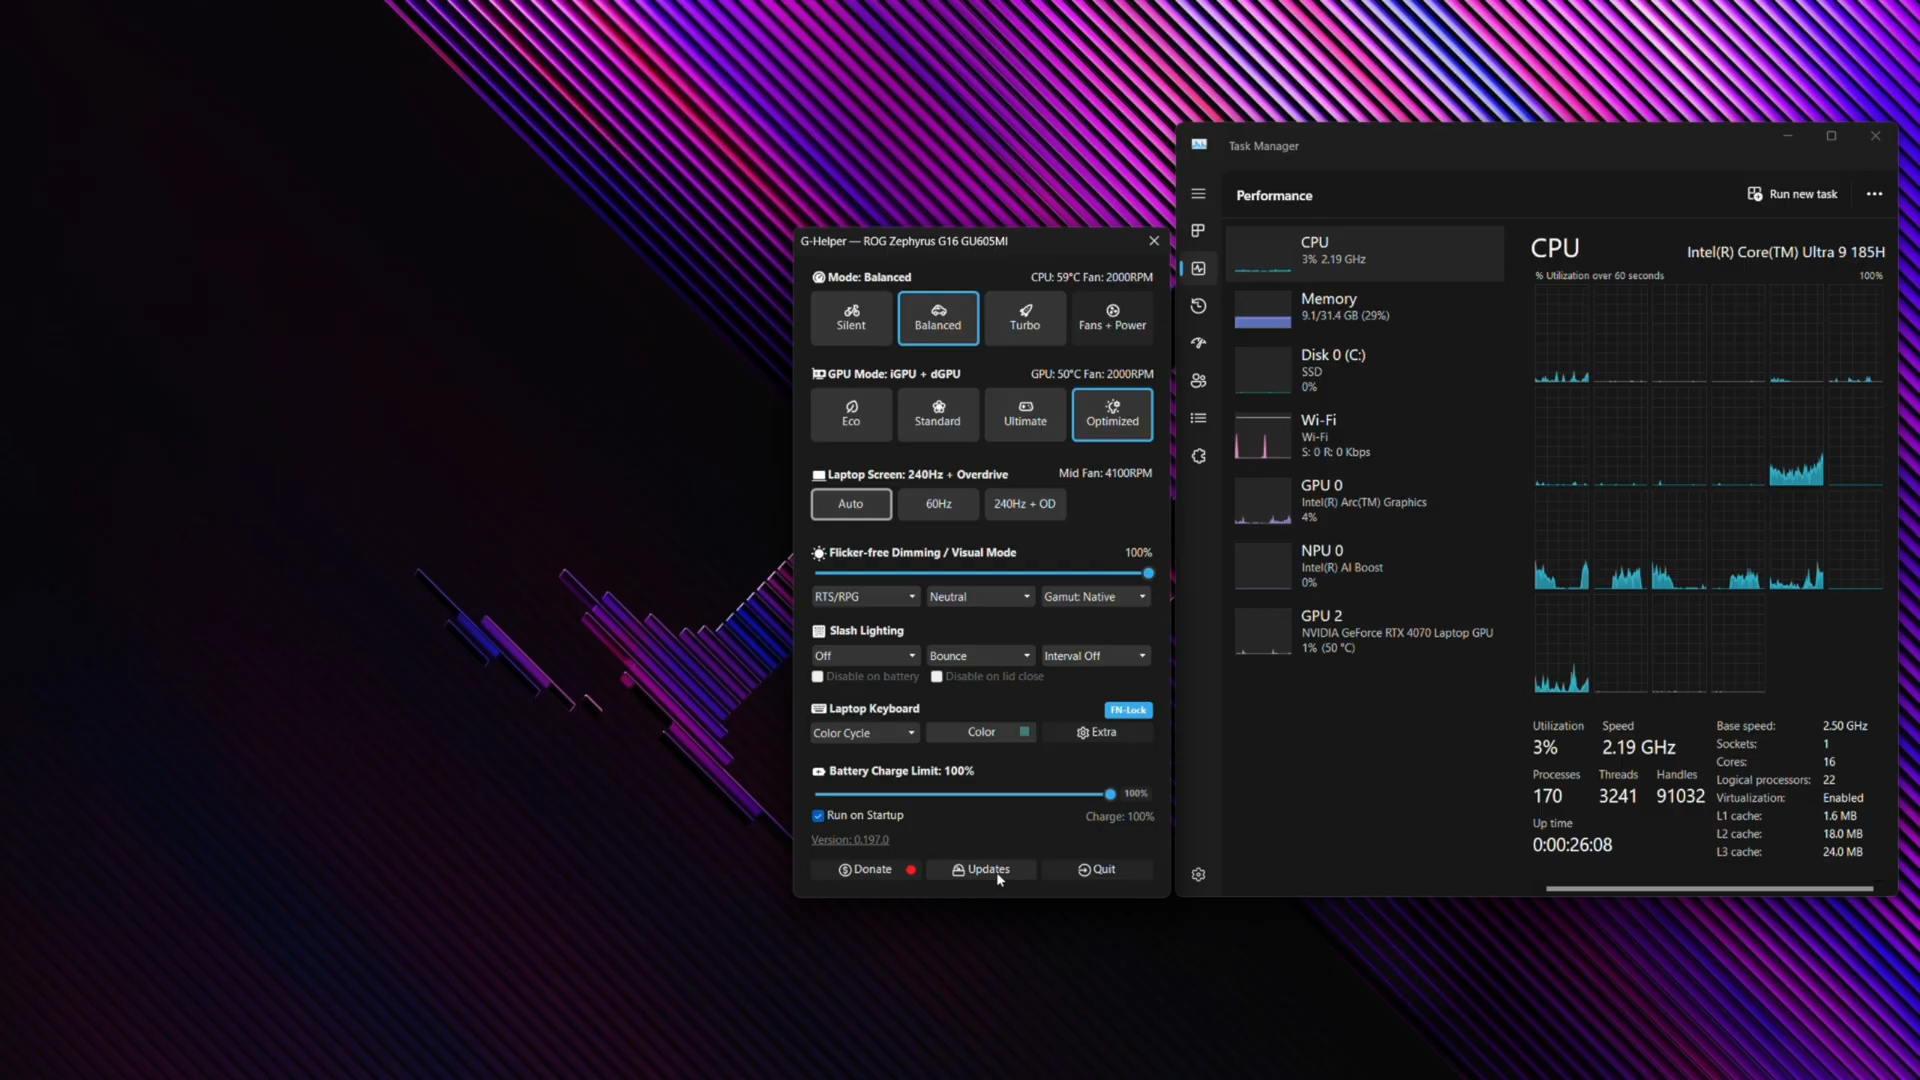 G-Helper — ROG Zephyrus G16 GU605MI
Mode: Balanced
CPU: 59°C Fan: 2000RPM
Silent
Balanced
Turbo
Fans + Power
GPU Mode: iGPU + dGPU
GPU: 50°C Fan: 2000RPM
Eco
Standard
Ultimate
Optimized
Laptop Screen: 240Hz + Overdrive
Mid Fan: 4100RPM
Auto
60Hz
240Hz + OD
Flicker-free Dimming / Visual Mode
100%
RTS/RPG
Neutral
Gamut: Native
Slash Lighting
Off
Bounce
Interval Off
Disable on battery
Disable on lid close
Laptop Keyboard
FN-Lock
Color Cycle
Color
Extra
Battery Charge Limit: 100%
100%
Run on Startup
Charge: 100%
Version: 0.197.0
Donate
Updates
Quit
Task Manager
Performance
Run new task
CPU
3% 2.19 GHz
Memory
9.1/31.4 GB (29%)
Disk 0 (C:)
SSD
0%
Wi-Fi
Wi-Fi
S: 0 R: 0 Kbps
GPU 0
Intel(R) Arc(TM) Graphics
4%
NPU 0
Intel(R) AI Boost
0%
GPU 2
NVIDIA GeForce RTX 4070 Laptop GPU
1% (50 °C)
CPU
Intel(R) Core(TM) Ultra 9 185H
% Utilization over 60 seconds
100%
Utilization
3%
Speed
2.19 GHz
Processes
170
Threads
3241
Handles
91032
Up time
0:00:26:08
Base speed: 2.50 GHz
Sockets: 1
Cores: 16
Logical processors: 22
Virtualization: Enabled
L1 cache: 1.6 MB
L2 cache: 18.0 MB
L3 cache: 24.0 MB